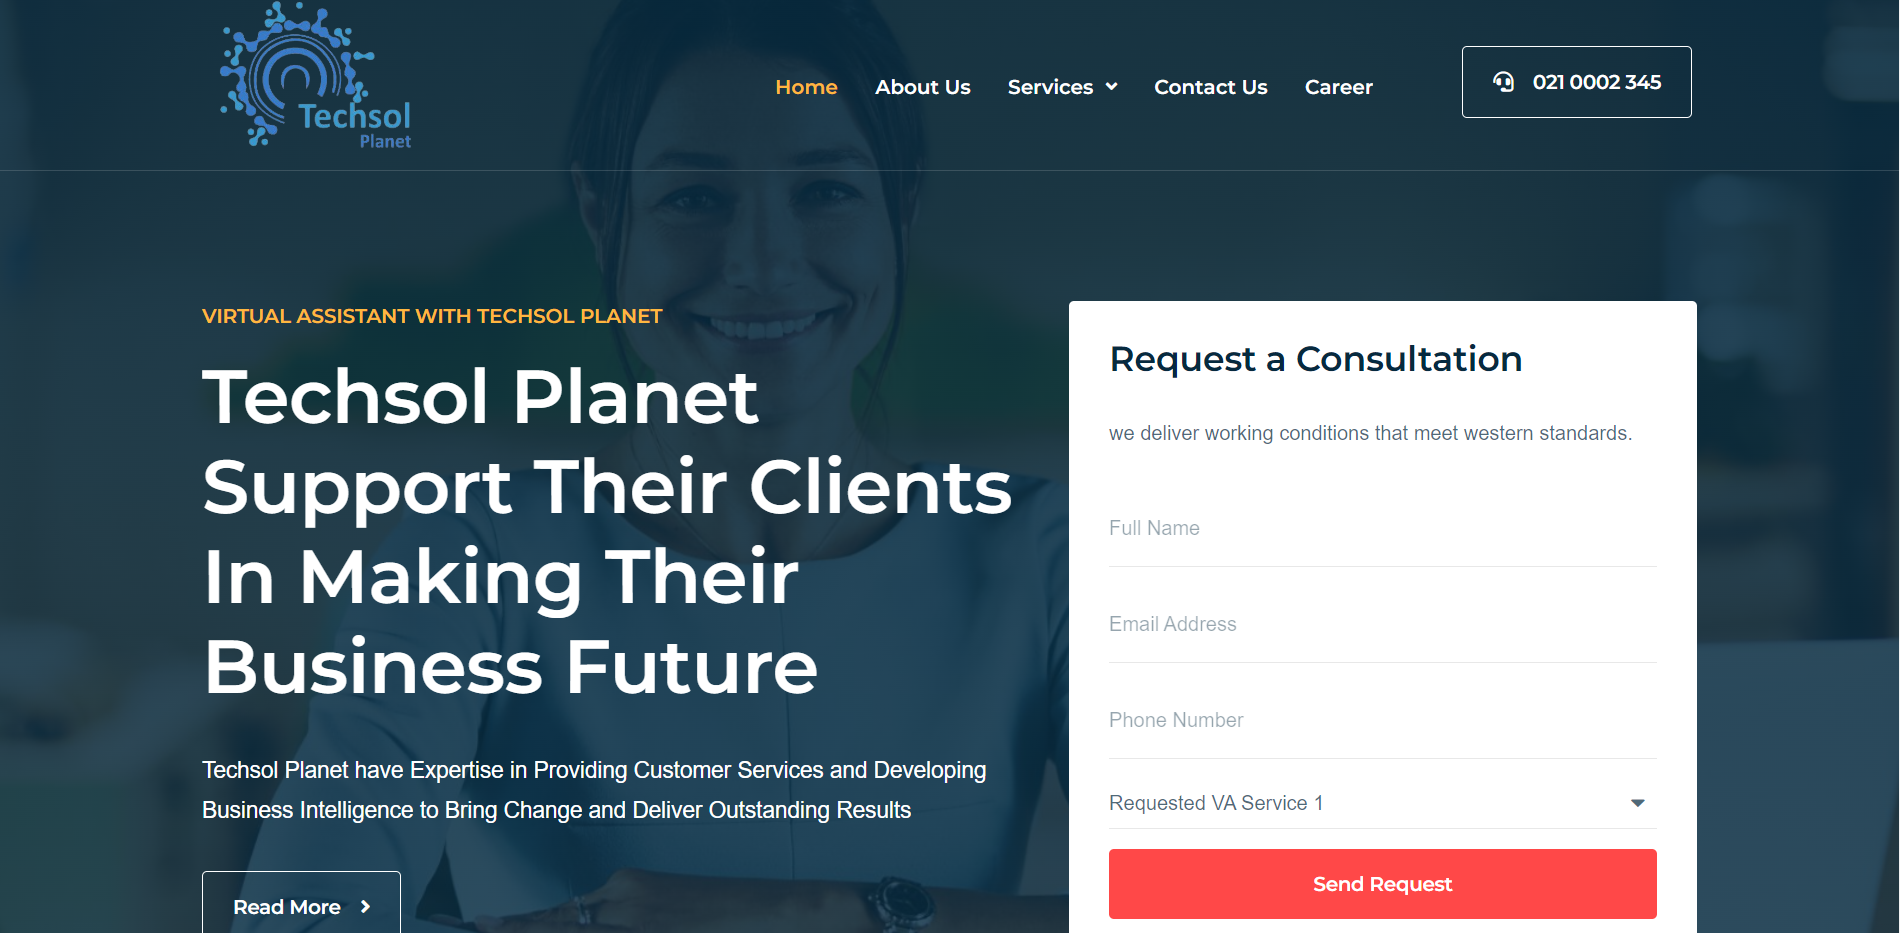 Techsol
Planet
Home
About Us
Services
Contact Us
Career
021 0002 345
VIRTUAL ASSISTANT WITH TECHSOL PLANET
Techsol Planet
Support Their Clients
In Making Their
Business Future
Techsol Planet have Expertise in Providing Customer Services and Developing
Business Intelligence to Bring Change and Deliver Outstanding Results
Read More
Request a Consultation
we deliver working conditions that meet western standards.
Full Name
Email Address
Phone Number
Requested VA Service 1
Send Request